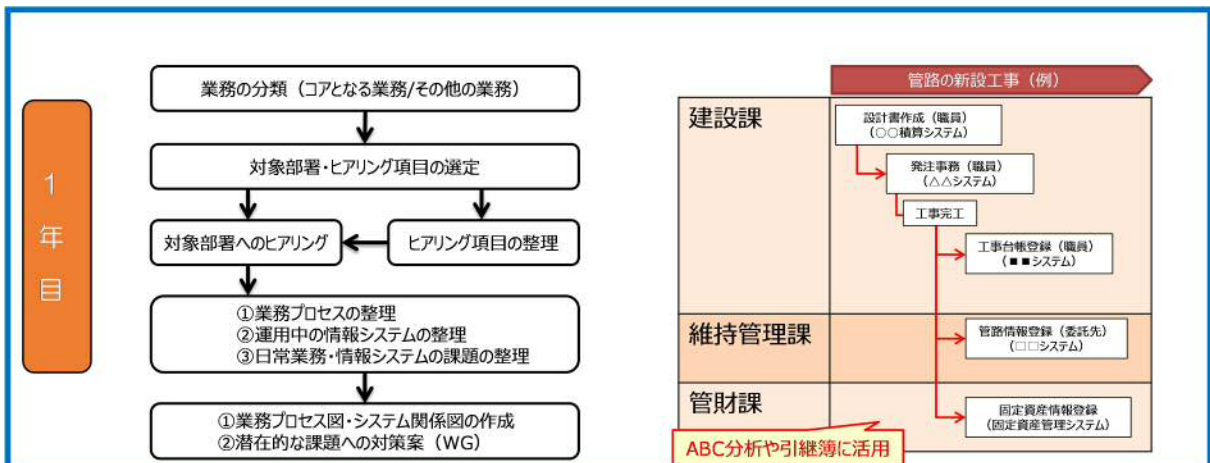 1
年
目
業務の分類（コアとなる業務/その他の業務）
対象部署・ヒアリング項目の選定
対象部署へのヒアリング
ヒアリング項目の整理
①業務プロセスの整理
②運用中の情報システムの整理
③日常業務・情報システムの課題の整理
①業務プロセス図・システム関係図の作成
②潜在的な課題への対策案（WG）
管路の新設工事（例）
建設課
設計書作成（職員）
（○○積算システム）
発注事務（職員）
（△△システム）
工事完工
工事台帳登録（職員）
（■■システム）
維持管理課
管路情報登録（委託先）
（□□システム）
管財課
固定資産情報登録
（固定資産管理システム）
ABC分析や引継簿に活用